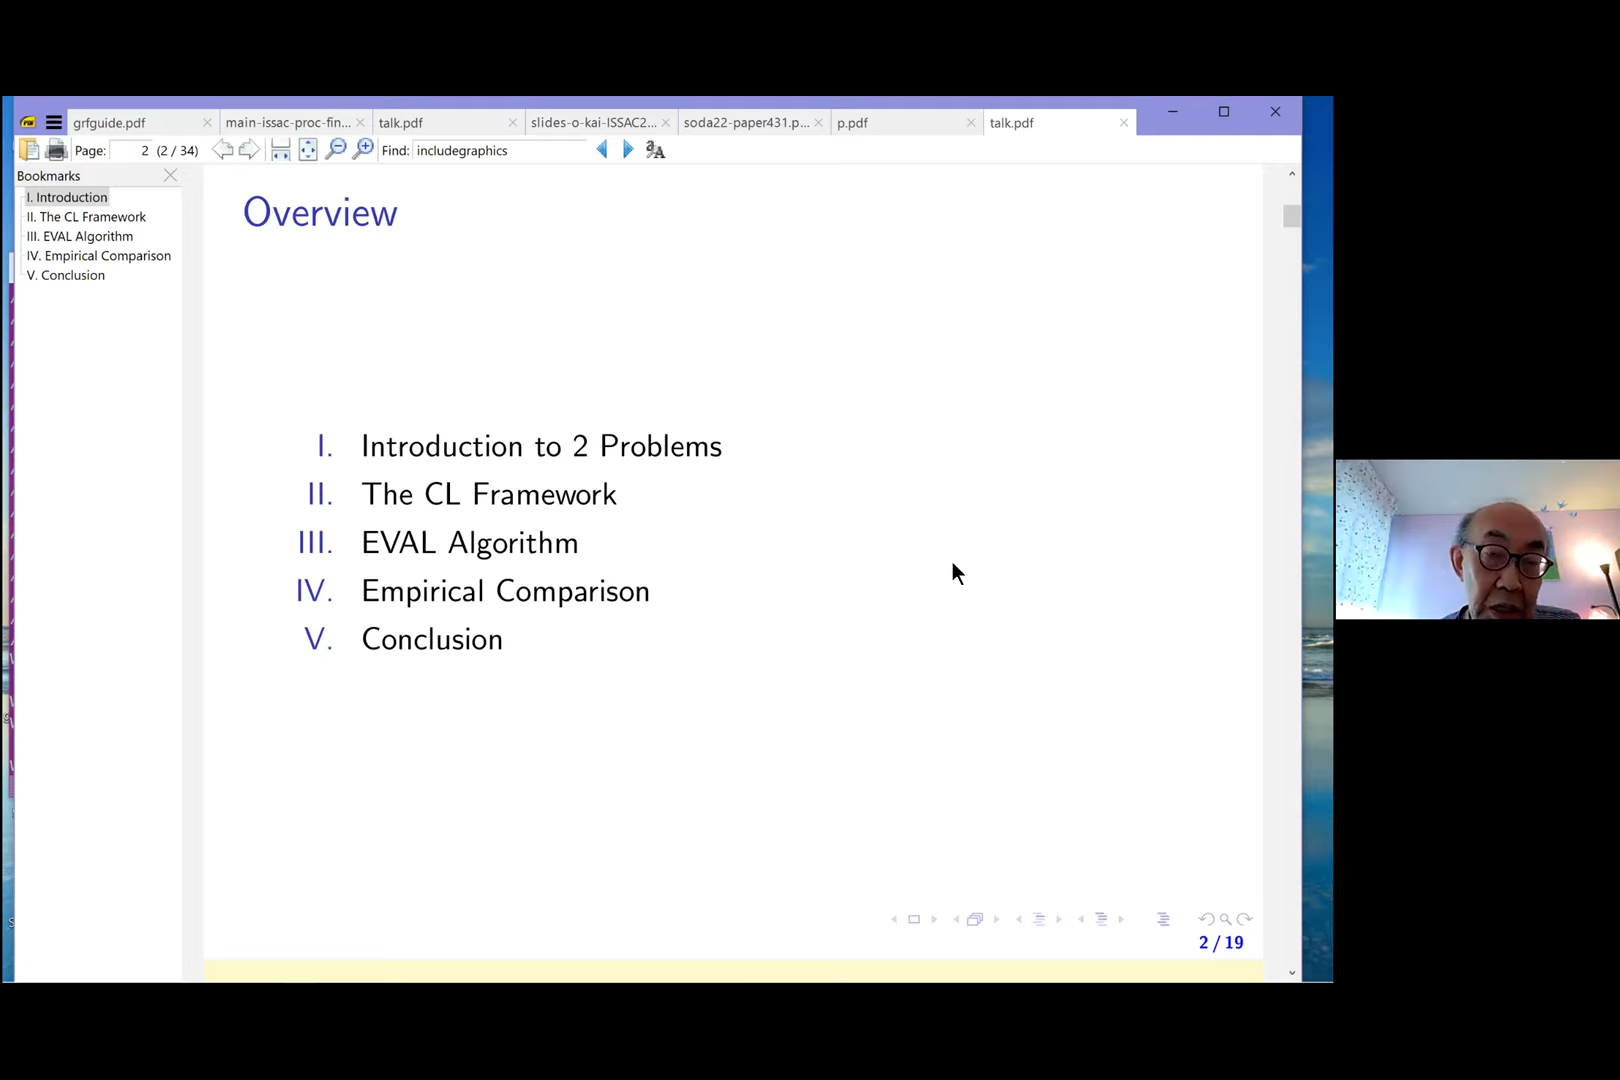 grfguide.pdf
main-issac-proc-fin...
talk.pdf
slides-o-kai-ISSAC2...
soda22-paper431.p...
p.pdf
talk.pdf
Page: 2 (2 / 34)
Find: includegraphics
Bookmarks
I. Introduction
II. The CL Framework
III. EVAL Algorithm
IV. Empirical Comparison
V. Conclusion
Overview
I. Introduction to 2 Problems
II. The CL Framework
III. EVAL Algorithm
IV. Empirical Comparison
V. Conclusion
2 / 19